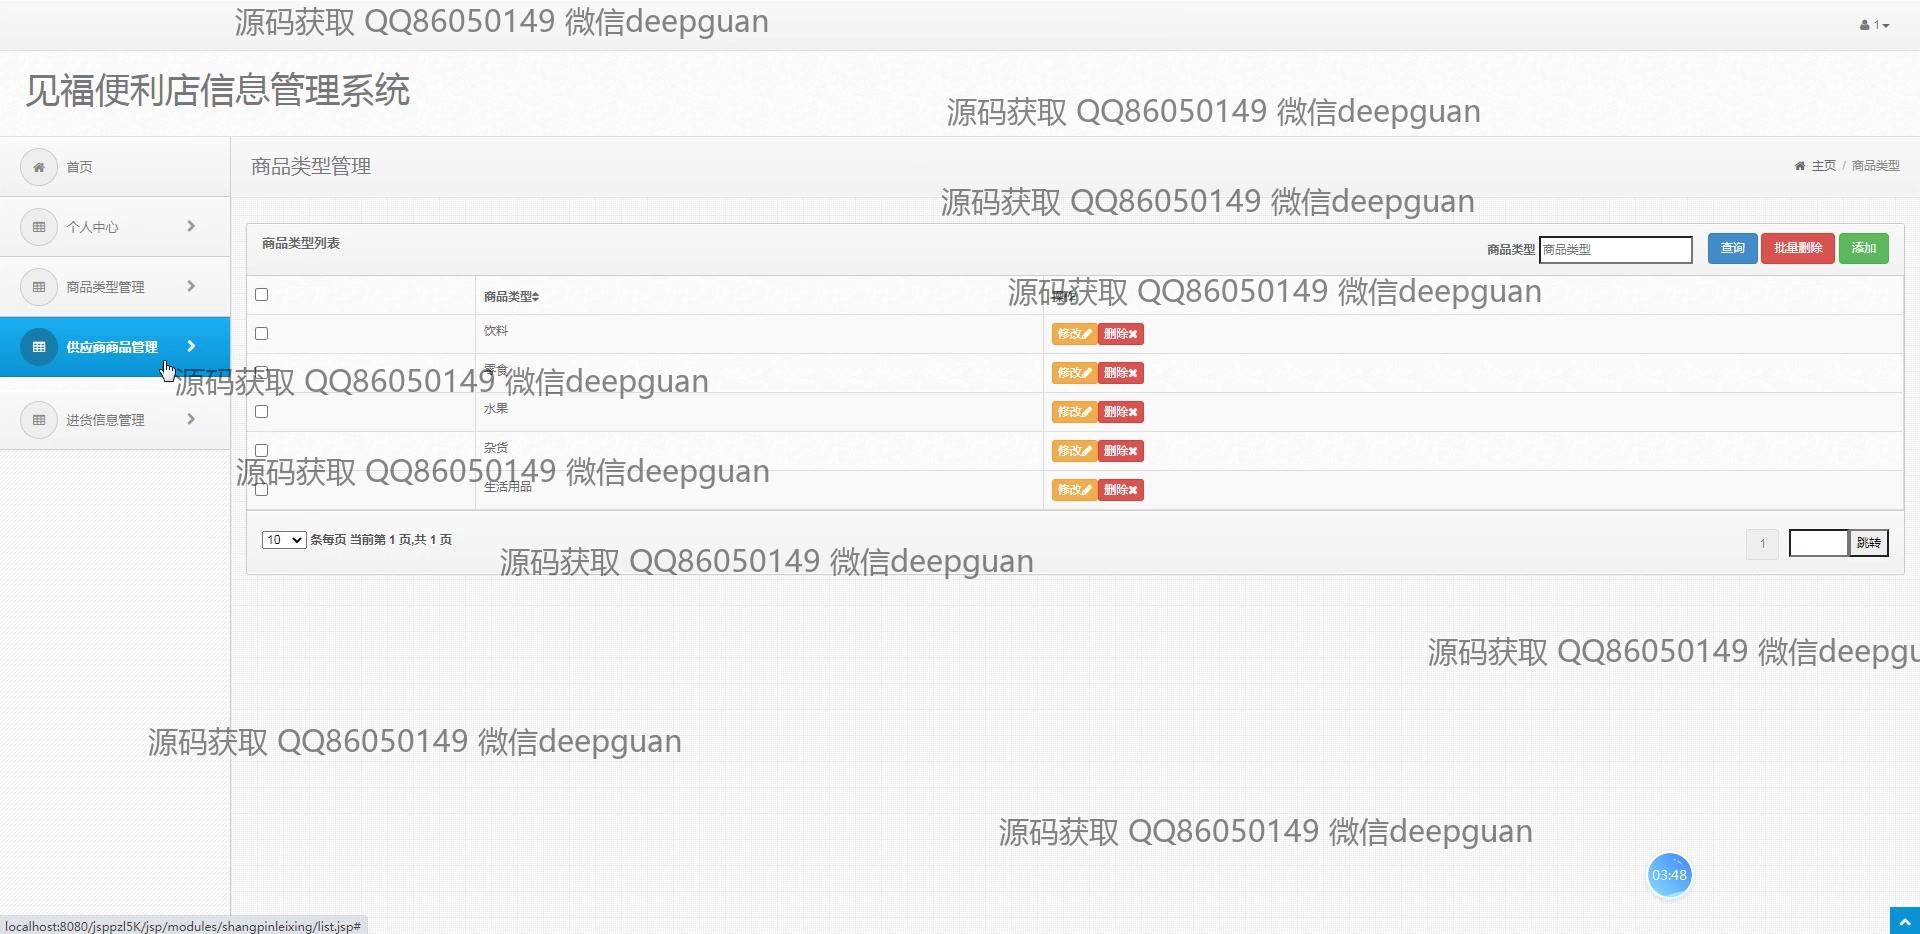 源码获取 QQ86050149 微信deepguan
1
见福便利店信息管理系统
源码获取 QQ86050149 微信deepguan
首页
商品类型管理
主页 / 商品类型
源码获取 QQ86050149 微信deepguan
个人中心
商品类型列表
商品类型 商品类型 查询 批量删除 添加
商品类型管理
商品类型 操作
源码获取 QQ86050149 微信deepguan
饮料 修改 删除
供应商商品管理
零食 修改 删除
源码获取 QQ86050149 微信deepguan
水果 修改 删除
进货信息管理
杂货 修改 删除
源码获取 QQ86050149 微信deepguan
生活用品 修改 删除
10 条每页 当前第 1 页,共 1 页 1 跳转
源码获取 QQ86050149 微信deepguan
源码获取 QQ86050149 微信deepgu
源码获取 QQ86050149 微信deepguan
源码获取 QQ86050149 微信deepguan
03:48
localhost:8080/jsppzl5K/jsp/modules/shangpinleixing/list.jsp#